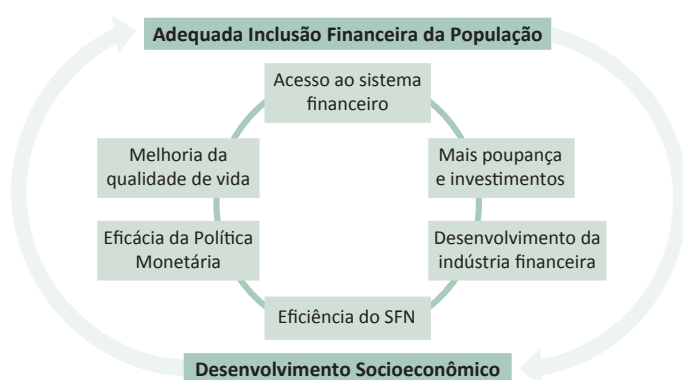 Adequada Inclusão Financeira da População
Acesso ao sistema
financeiro
Melhoria da
qualidade de vida
Mais poupança
e investimentos
Eficácia da Política
Monetária
Desenvolvimento da
indústria financeira
Eficiência do SFN
Desenvolvimento Socioeconômico